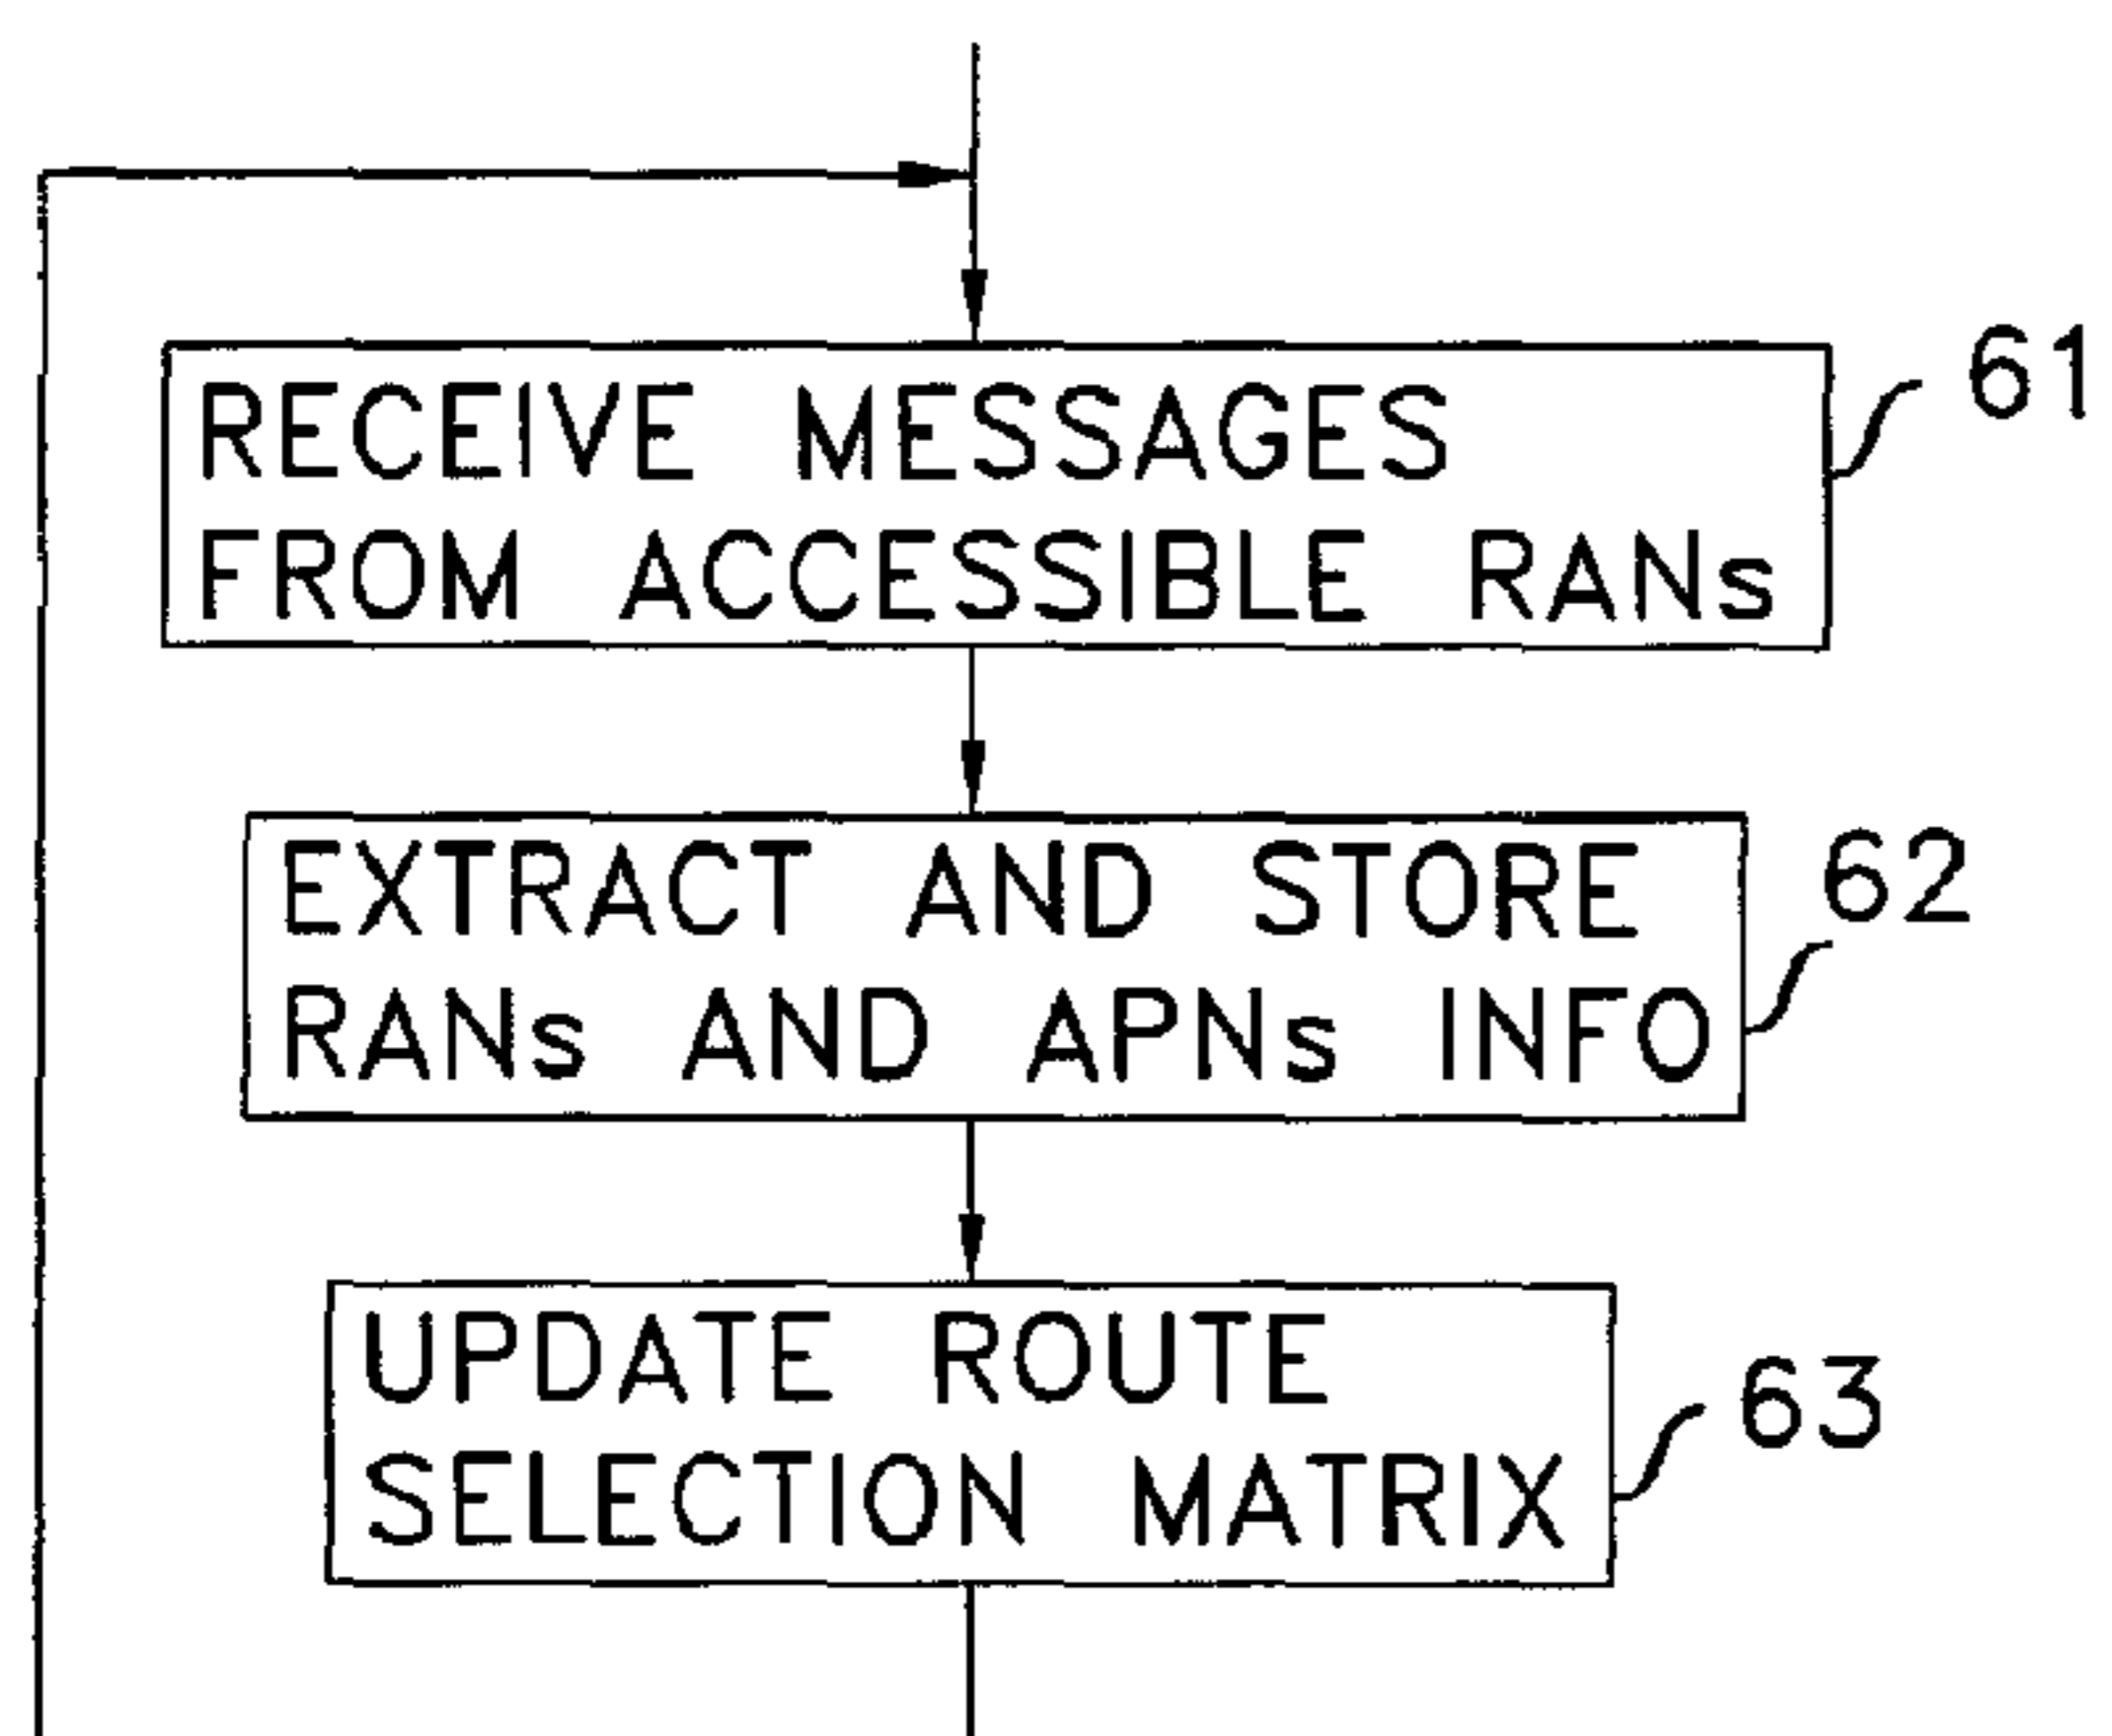 RECEIVE MESSAGES
FROM ACCESSIBLE RANs
61
EXTRACT AND STORE
RANs AND APNs INFO
62
UPDATE ROUTE
SELECTION MATRIX
63